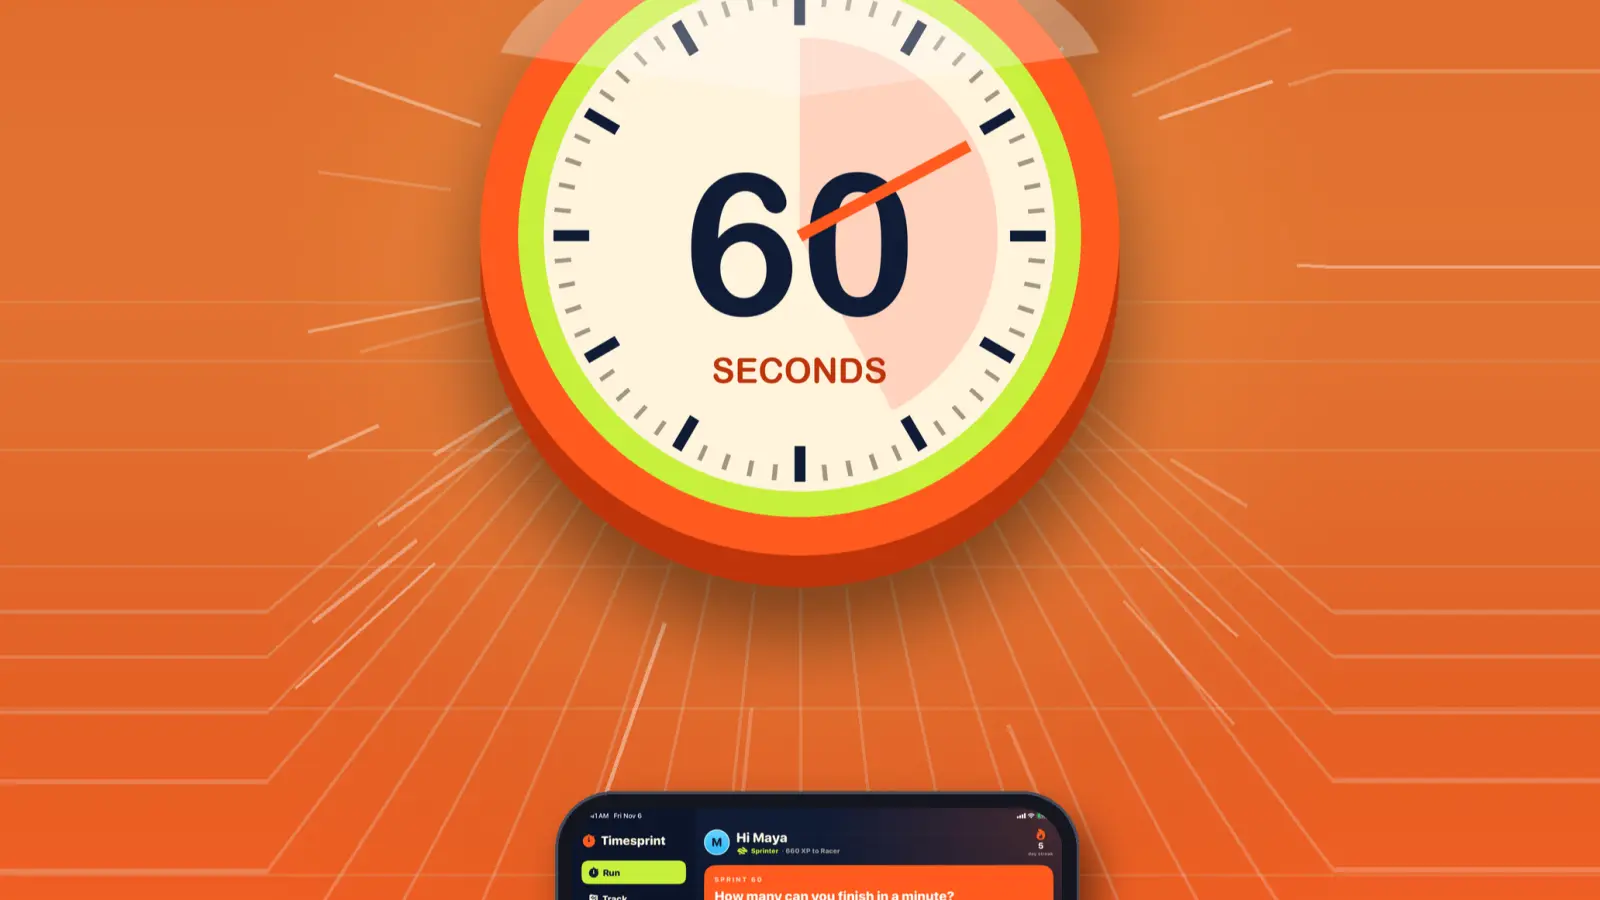 60
SECONDS
Fri Nov 6
Timesprint
M
Hi Maya
Sprinter · 660 XP to Racer
5
Run
SPRINT 60
How many can you finish in a minute?
Track